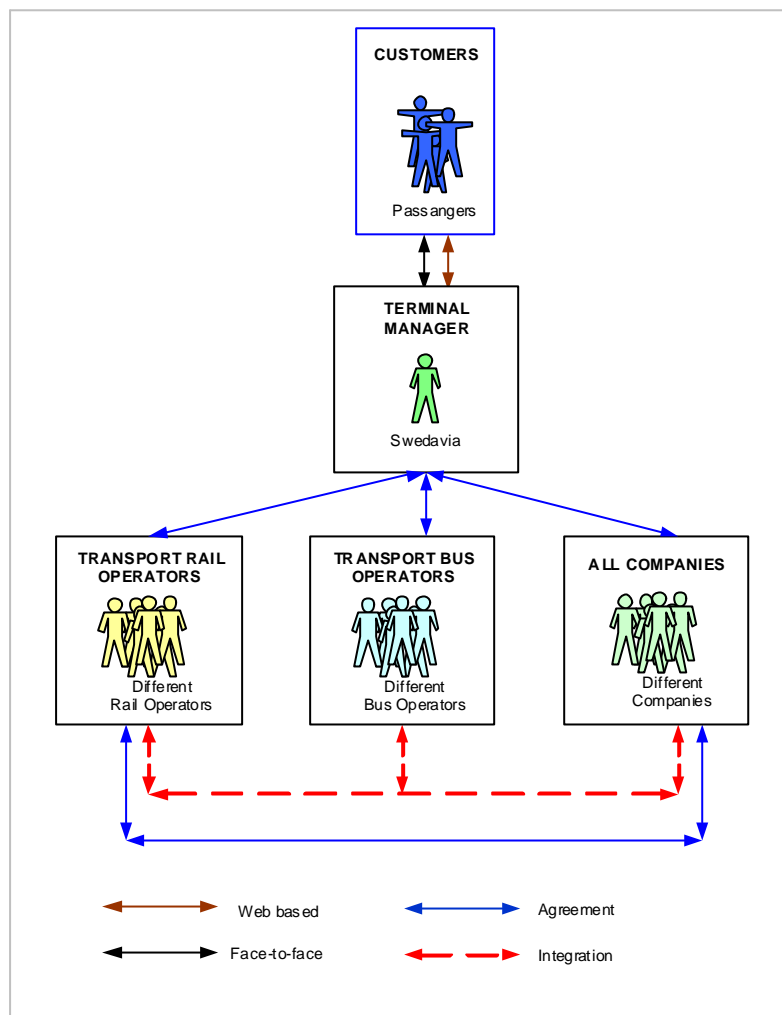 CUSTOMERS
Passangers
TERMINAL
MANAGER
Swedavia
TRANSPORT RAIL
OPERATORS
Different
Rail Operators
TRANSPORT BUS
OPERATORS
Different
Bus Operators
ALL COMPANIES
Different
Companies
Web based
Agreement
Face-to-face
Integration